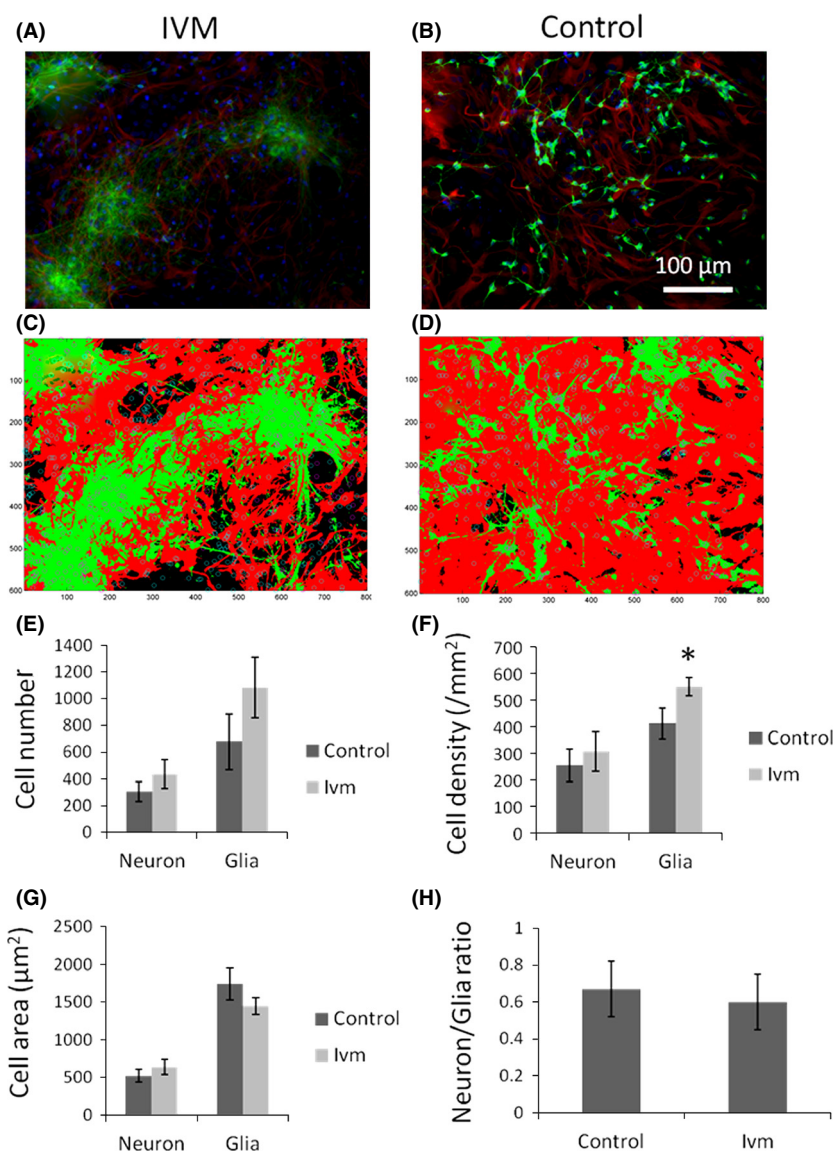 (A) IVM
(B) Control
100 µm
(C)
100
200
300
400
500
600
100 200 300 400 500 600 700 800
(D)
100
200
300
400
500
600
100 200 300 400 500 600 700 800
(E)
Cell number
1400
1200
1000
800
600
400
200
0
Neuron Glia
Control
Ivm
(F)
Cell density (/mm²)
700
600
500
400
300
200
100
0
*
Neuron Glia
Control
Ivm
(G)
Cell area (µm²)
2500
2000
1500
1000
500
0
Neuron Glia
Control
Ivm
(H)
Neuron/Glia ratio
1
0.8
0.6
0.4
0.2
0
Control Ivm